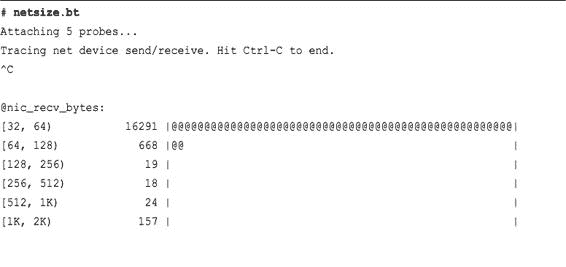 # netsize.bt
Attaching 5 probes...
Tracing net device send/receive. Hit Ctrl-C to end.
^C
@nic_recv_bytes:
[32, 64)           16291 |@@@@@@@@@@@@@@@@@@@@@@@@@@@@@@@@@@@@@@@@@@@@@@@@@@@@|
[64, 128)            668 |@@                                                  |
[128, 256)            19 |                                                    |
[256, 512)            18 |                                                    |
[512, 1K)             24 |                                                    |
[1K, 2K)             157 |                                                    |